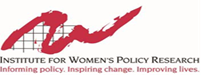 INSTITUTE FOR WOMEN'S POLICY RESEARCH
Informing policy. Inspiring change. Improving lives.